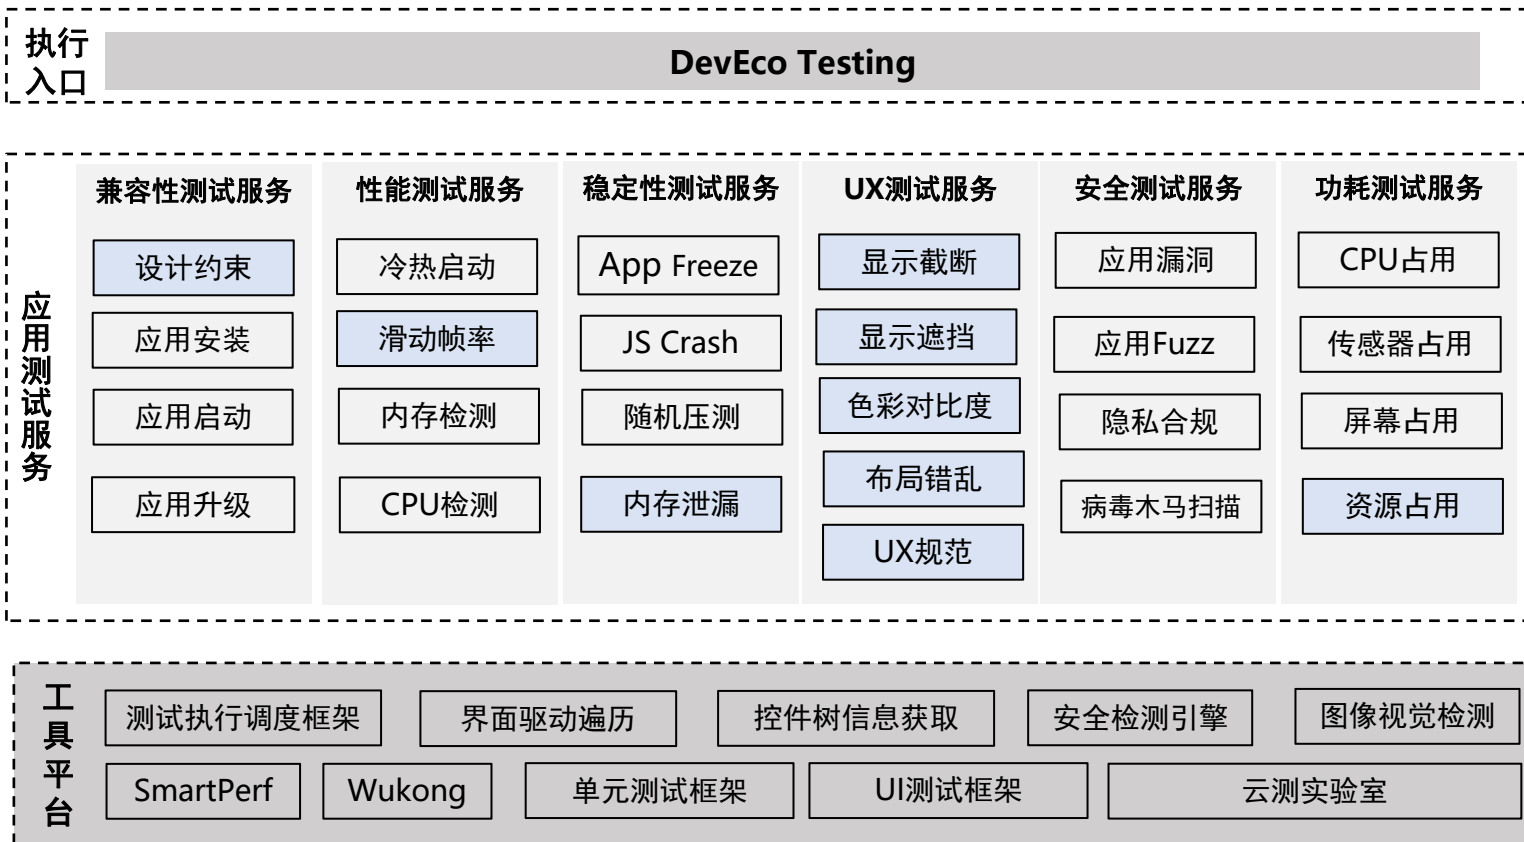 执行
入口
DevEco Testing
应用测试服务
兼容性测试服务
设计约束
应用安装
应用启动
应用升级
性能测试服务
冷热启动
滑动帧率
内存检测
CPU检测
稳定性测试服务
App Freeze
JS Crash
随机压测
内存泄漏
UX测试服务
显示截断
显示遮挡
色彩对比度
布局错乱
UX规范
安全测试服务
应用漏洞
应用Fuzz
隐私合规
病毒木马扫描
功耗测试服务
CPU占用
传感器占用
屏幕占用
资源占用
工具平台
测试执行调度框架
界面驱动遍历
控件树信息获取
安全检测引擎
图像视觉检测
SmartPerf
Wukong
单元测试框架
UI测试框架
云测实验室